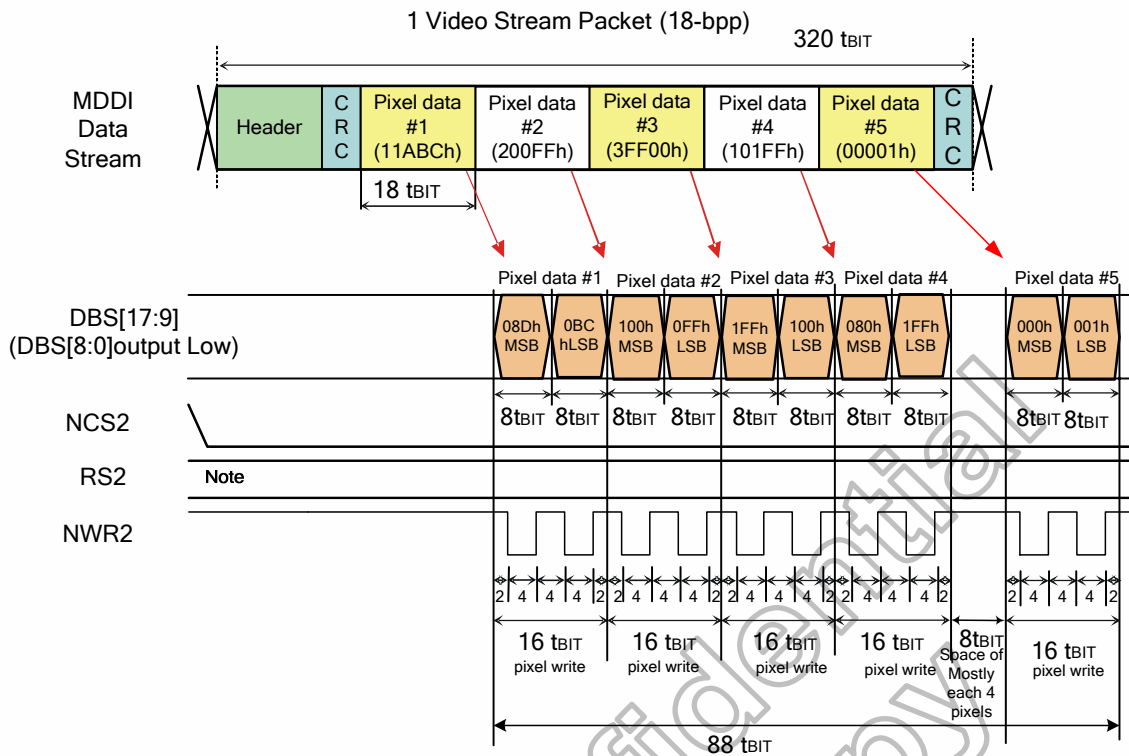 1 Video Stream Packet (18-bpp)
320 tBIT
MDDI
Data
Stream
Header
C
R
C
Pixel data
#1
(11ABCh)
Pixel data
#2
(200FFh)
Pixel data
#3
(3FF00h)
Pixel data
#4
(101FFh)
Pixel data
#5
(00001h)
C
R
C
18 tBIT
Pixel data #1
Pixel data #2
Pixel data #3
Pixel data #4
Pixel data #5
DBS[17:9]
(DBS[8:0]output Low)
08Dh
MSB
0BC
hLSB
100h
MSB
0FFh
LSB
1FFh
MSB
100h
LSB
080h
MSB
1FFh
LSB
000h
MSB
001h
LSB
8tBIT 8tBIT 8tBIT 8tBIT 8tBIT 8tBIT 8tBIT 8tBIT 8tBIT 8tBIT
NCS2
RS2
Note
NWR2
2 4 4 4 2 2 4 4 4 2 2 4 4 4 2 2 4 4 4 2 2 4 4 4 2
16 tBIT
pixel write
16 tBIT
pixel write
16 tBIT
pixel write
16 tBIT
pixel write
8tBIT
Space of
Mostly
each 4
pixels
16 tBIT
pixel write
88 tBIT